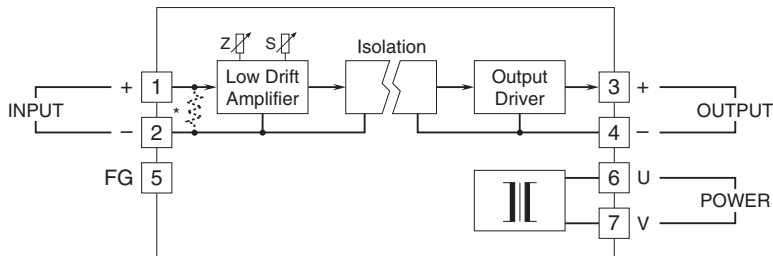 Z S Isolation
INPUT + 1 * Low Drift Amplifier Output Driver 3 + OUTPUT
− 2 4 −
FG 5 6 U POWER
7 V